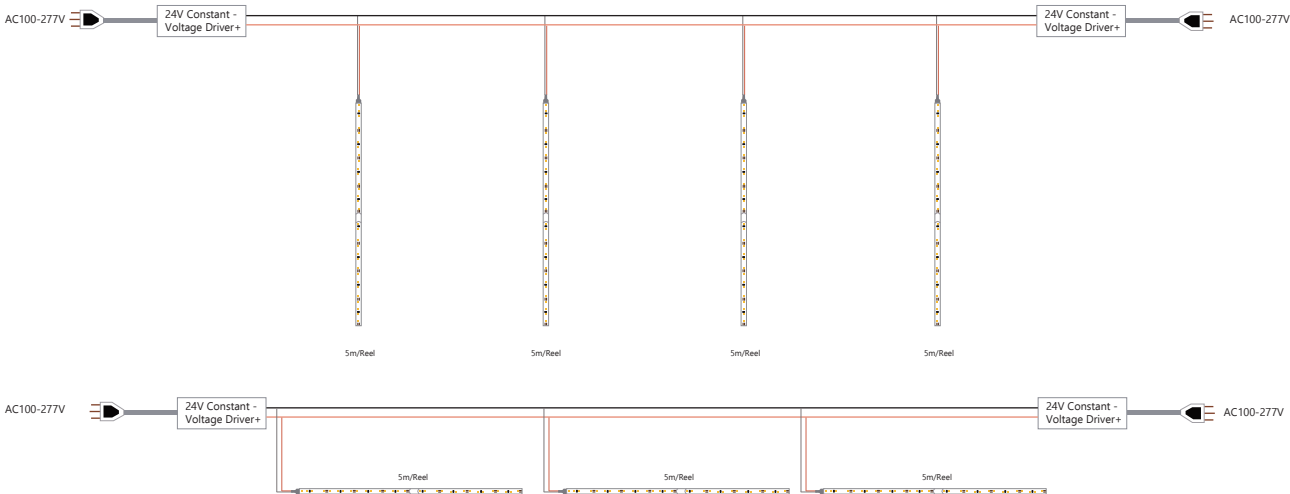 AC100-277V
24V Constant -
Voltage Driver+
24V Constant -
Voltage Driver+
AC100-277V
5m/Reel
5m/Reel
5m/Reel
5m/Reel
AC100-277V
24V Constant -
Voltage Driver+
24V Constant -
Voltage Driver+
AC100-277V
5m/Reel
5m/Reel
5m/Reel